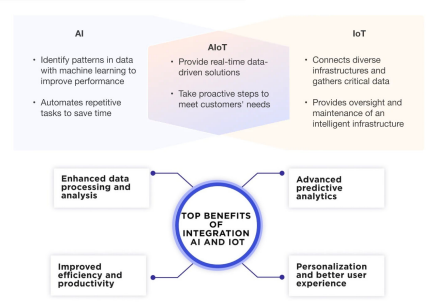 AI
• Identify patterns in data
with machine learning to
improve performance
• Automates repetitive
tasks to save time
AIoT
• Provide real-time data-
driven solutions
• Take proactive steps to
meet customers' needs
IoT
• Connects diverse
infrastructures and
gathers critical data
• Provides oversight and
maintenance of an
intelligent infrastructure
Enhanced data
processing and
analysis
Advanced
predictive
analytics
TOP BENEFITS
OF
INTEGRATION
AI AND IOT
Improved
efficiency and
productivity
Personalization
and better user
experience